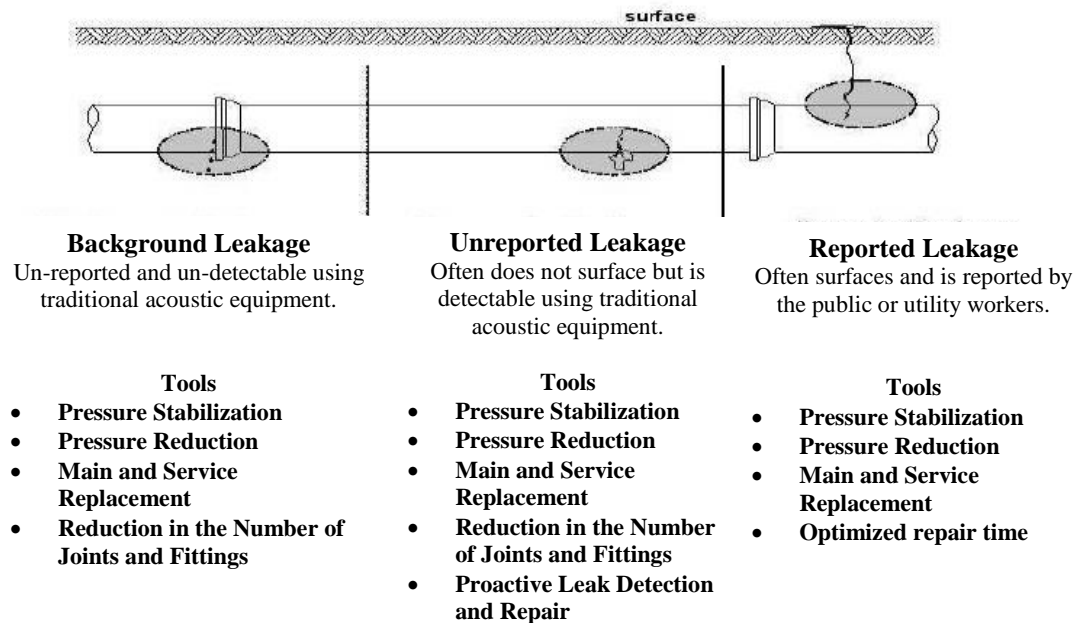 surface
Background Leakage
Un-reported and un-detectable using
traditional acoustic equipment.
Tools
• Pressure Stabilization
• Pressure Reduction
• Main and Service
Replacement
• Reduction in the Number of
Joints and Fittings
Unreported Leakage
Often does not surface but is
detectable using traditional
acoustic equipment.
Tools
• Pressure Stabilization
• Pressure Reduction
• Main and Service
Replacement
• Reduction in the Number
of Joints and Fittings
• Proactive Leak Detection
and Repair
Reported Leakage
Often surfaces and is reported by
the public or utility workers.
Tools
• Pressure Stabilization
• Pressure Reduction
• Main and Service
Replacement
• Optimized repair time